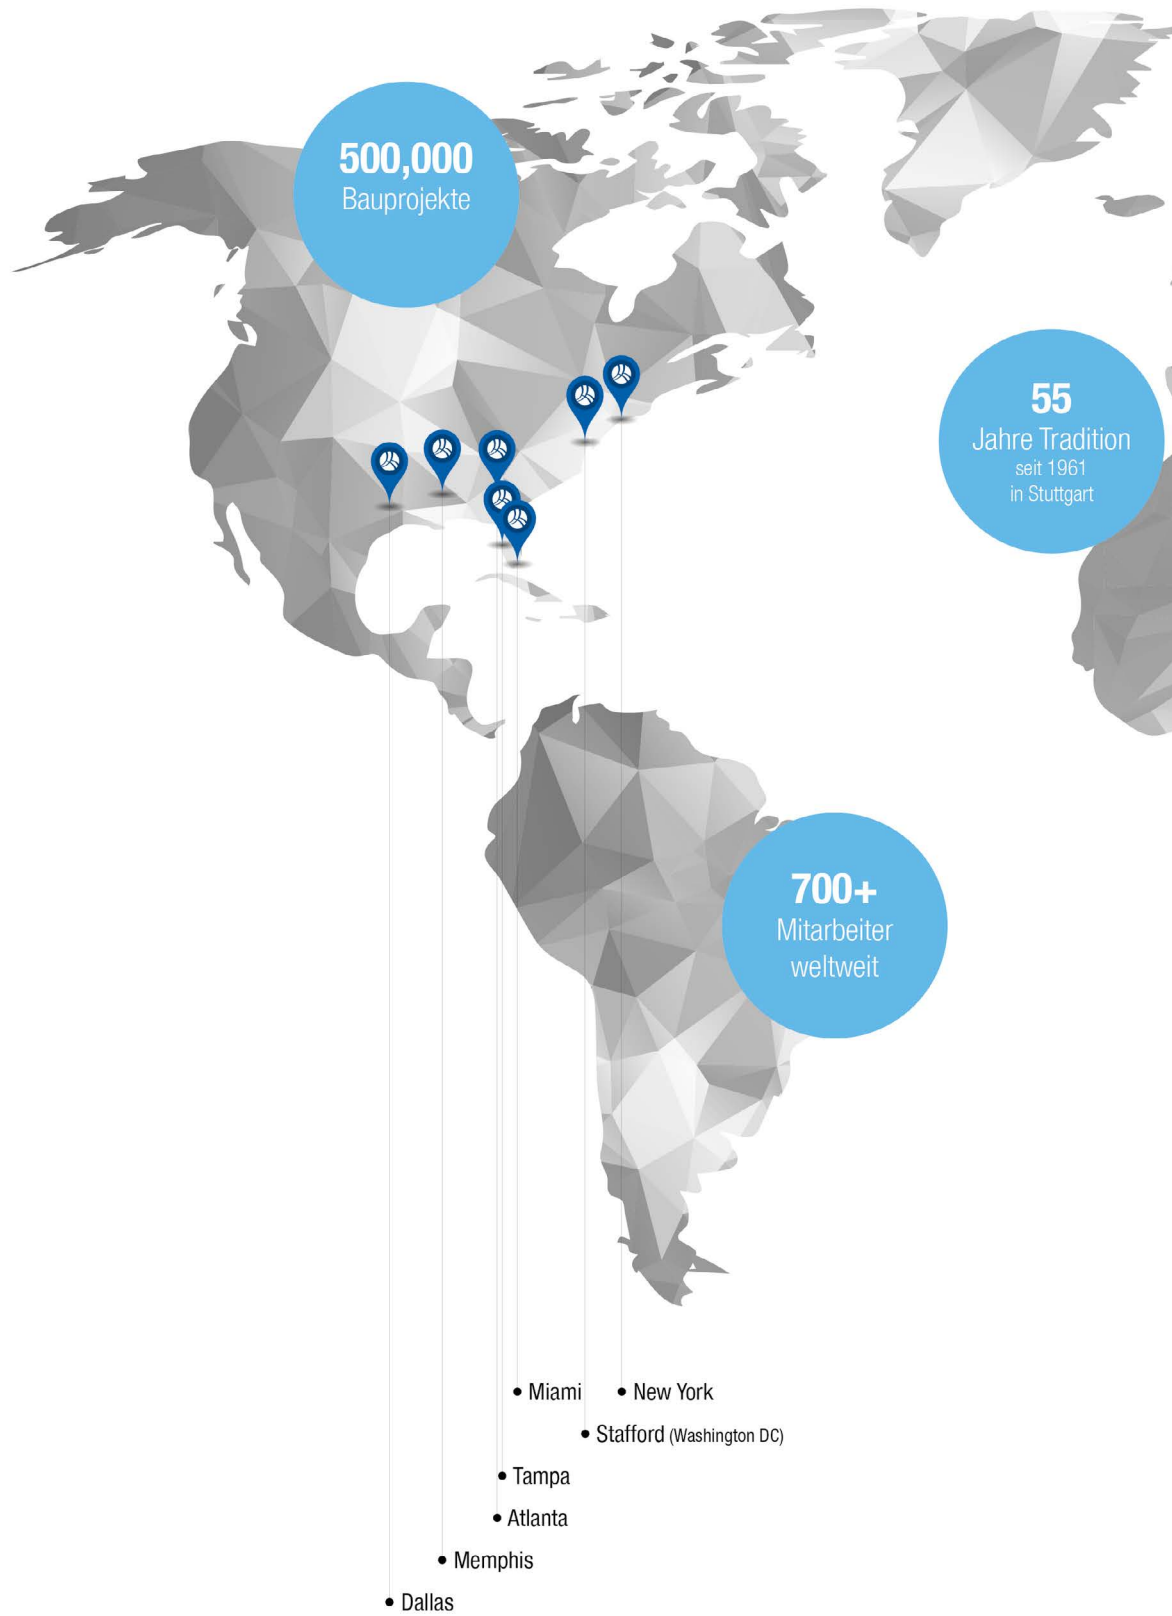 500,000
Bauprojekte
55
Jahre Tradition
seit 1961
in Stuttgart
700+
Mitarbeiter
weltweit
Miami
New York
Stafford (Washington DC)
Tampa
Atlanta
Memphis
Dallas